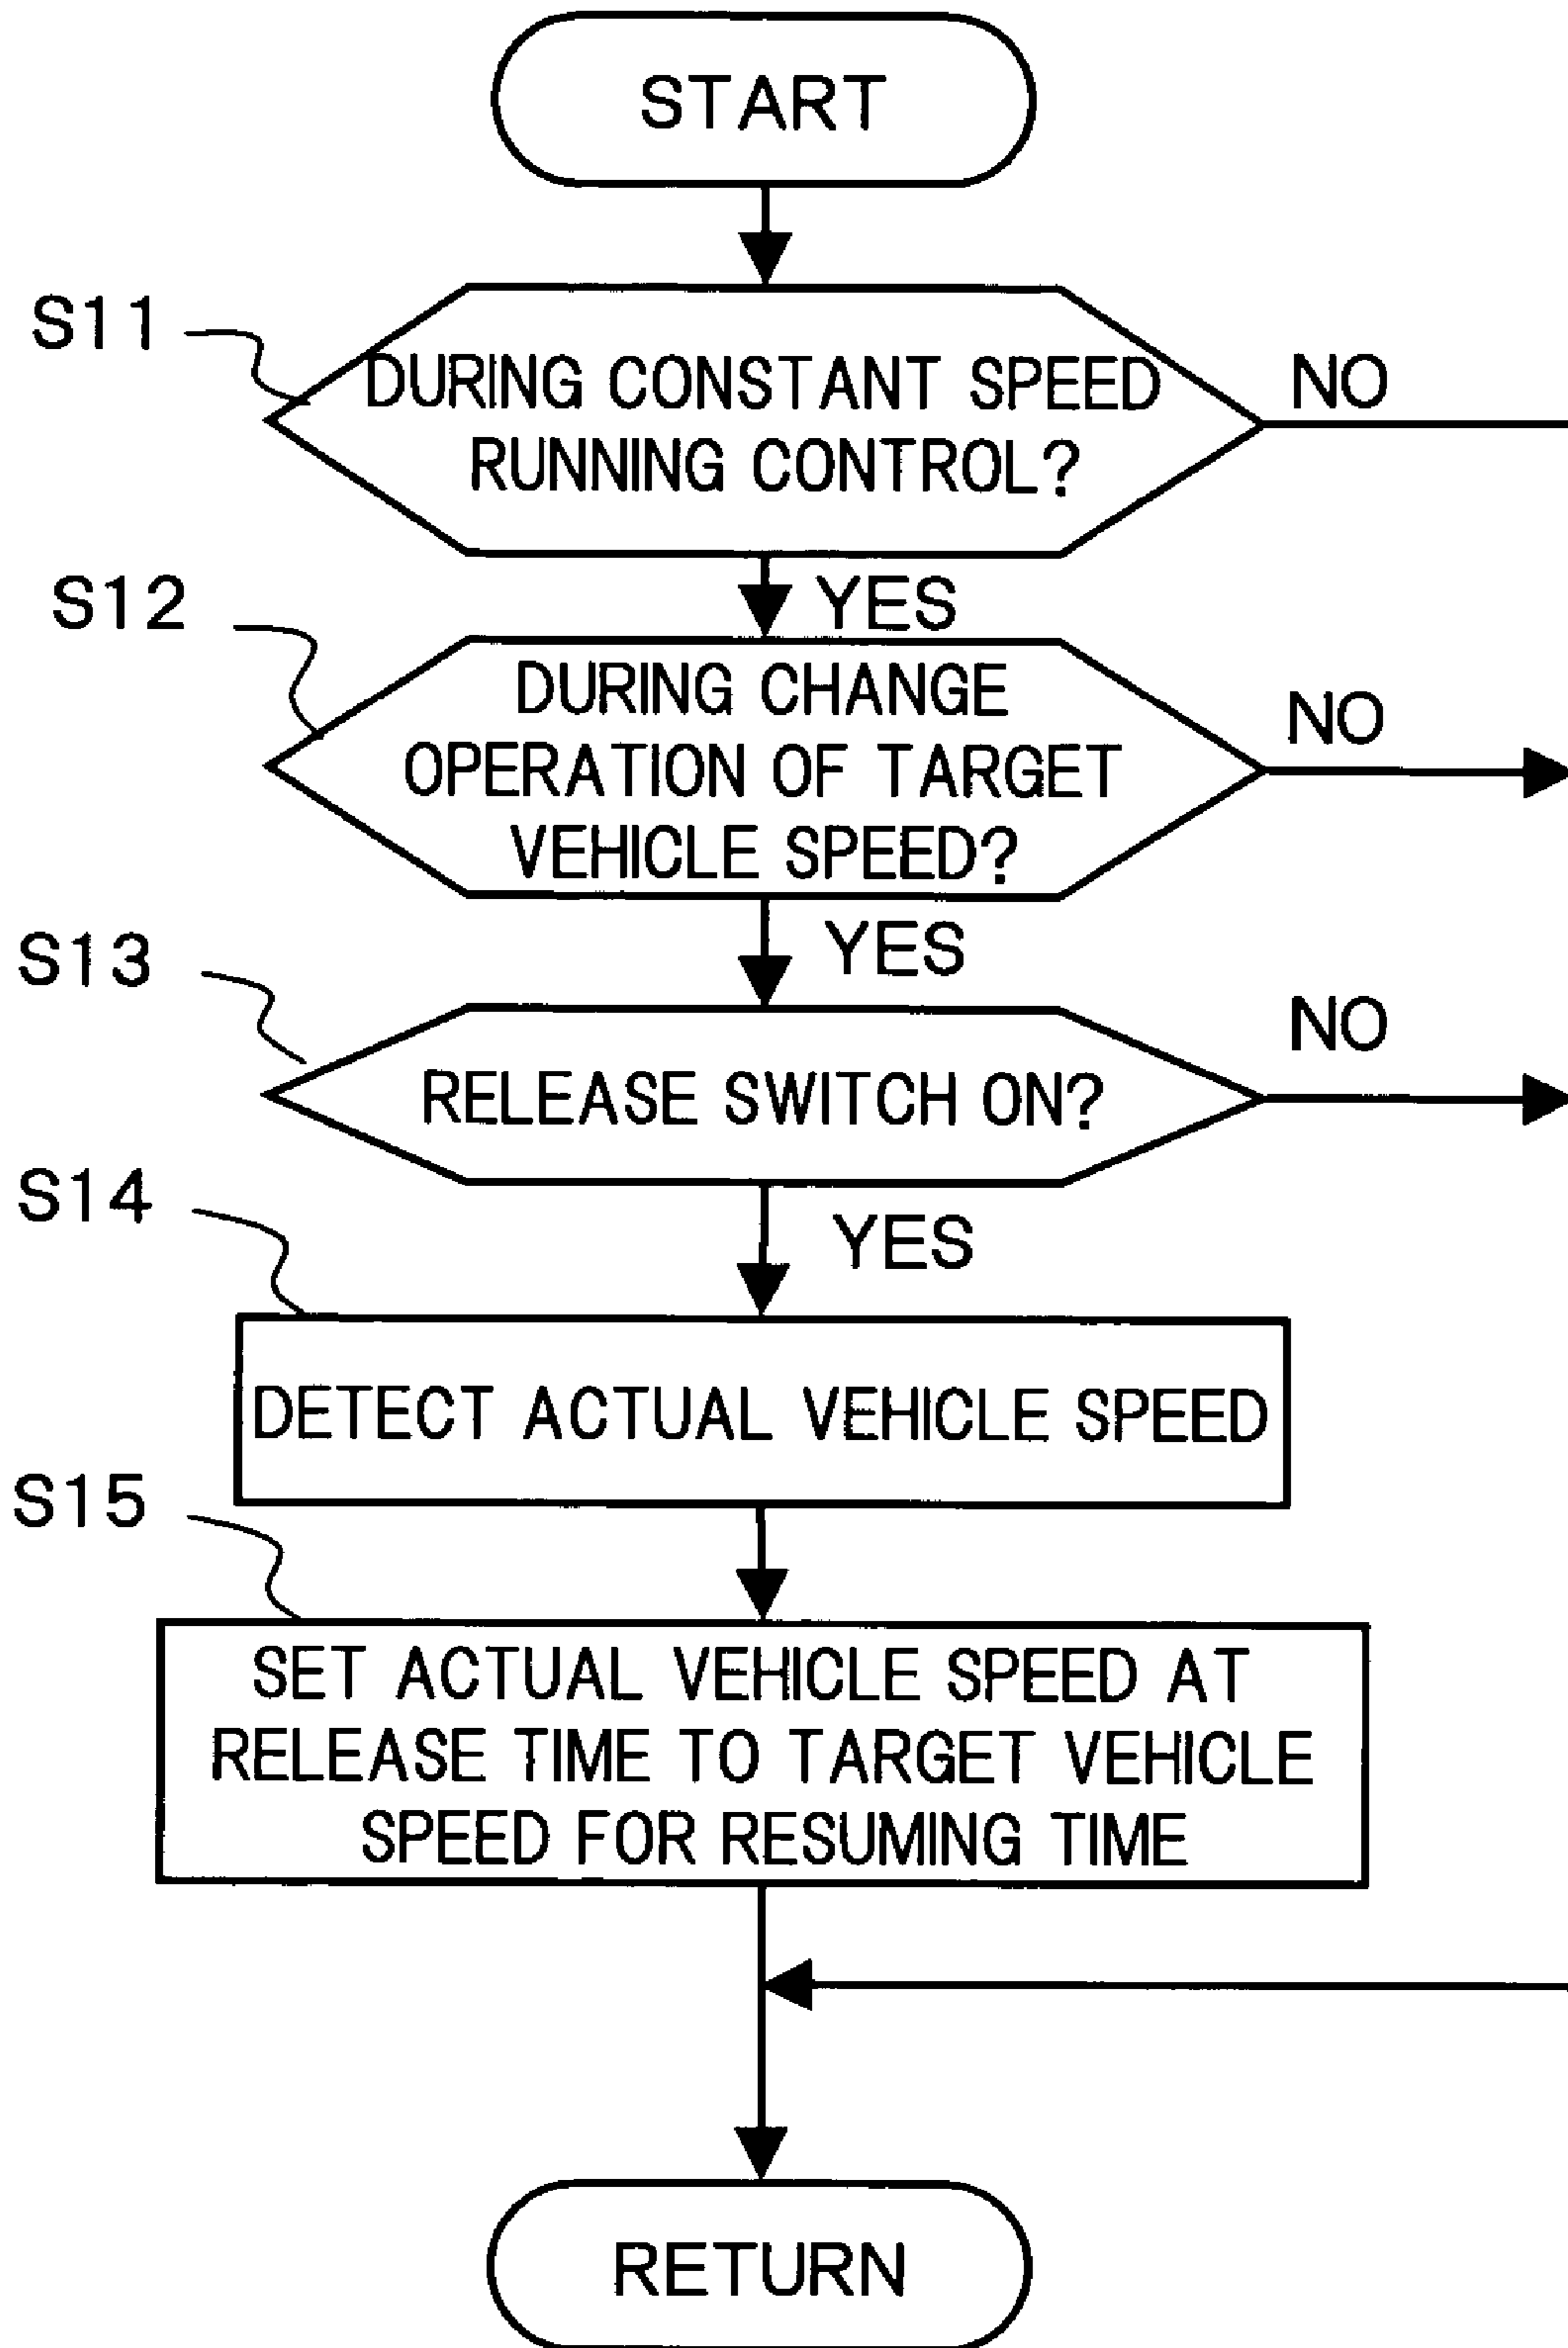 START
S11
DURING CONSTANT SPEED
RUNNING CONTROL?
NO
YES
S12
DURING CHANGE
OPERATION OF TARGET
VEHICLE SPEED?
NO
YES
S13
RELEASE SWITCH ON?
NO
YES
S14
DETECT ACTUAL VEHICLE SPEED
S15
SET ACTUAL VEHICLE SPEED AT
RELEASE TIME TO TARGET VEHICLE
SPEED FOR RESUMING TIME
RETURN